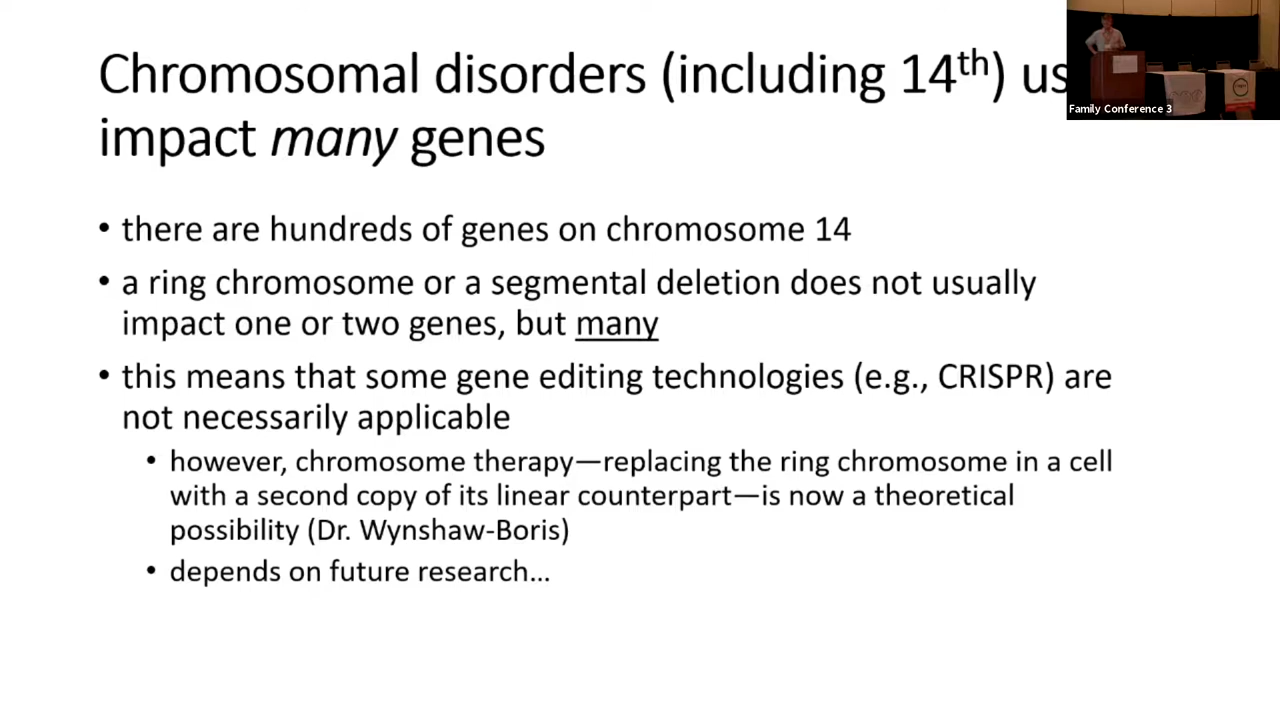 Chromosomal disorders (including 14th) us
impact many genes
Family Conference 3
• there are hundreds of genes on chromosome 14
• a ring chromosome or a segmental deletion does not usually
impact one or two genes, but many
• this means that some gene editing technologies (e.g., CRISPR) are
not necessarily applicable
• however, chromosome therapy—replacing the ring chromosome in a cell
with a second copy of its linear counterpart—is now a theoretical
possibility (Dr. Wynshaw-Boris)
• depends on future research…